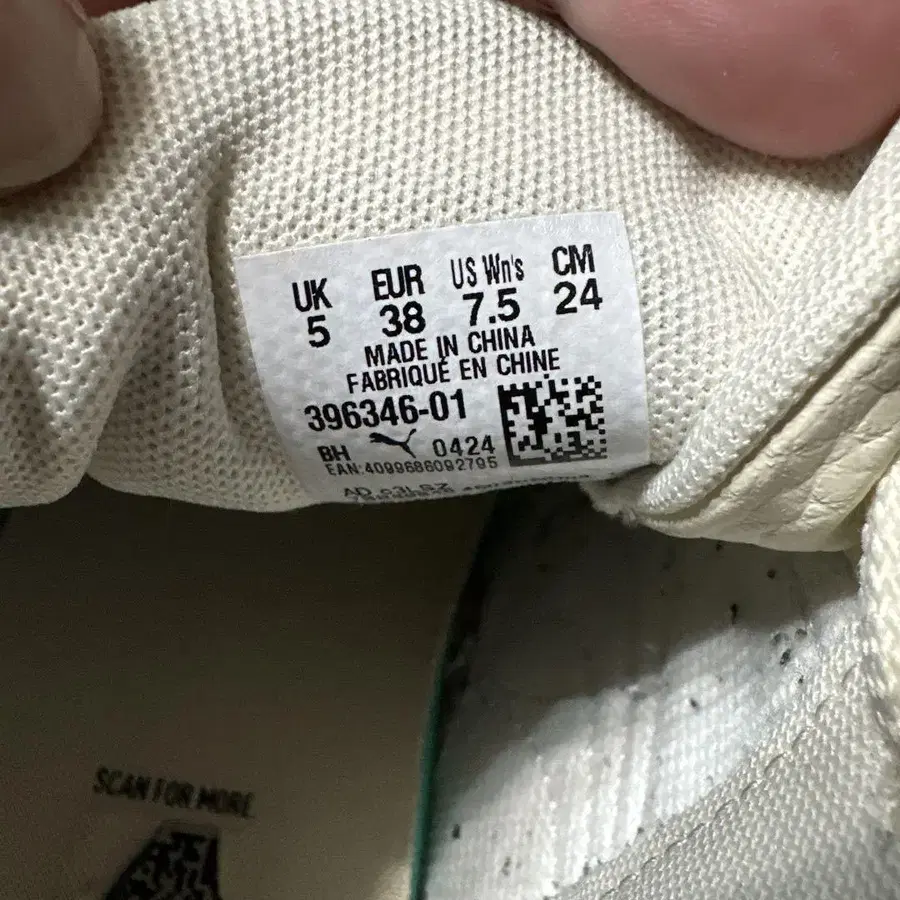 UK EUR US Wn's CM
5 38 7.5 24
MADE IN CHINA
FABRIQUÉ EN CHINE
396346-01
BH 0424
EAN:4099686092795
SCAN FOR MORE